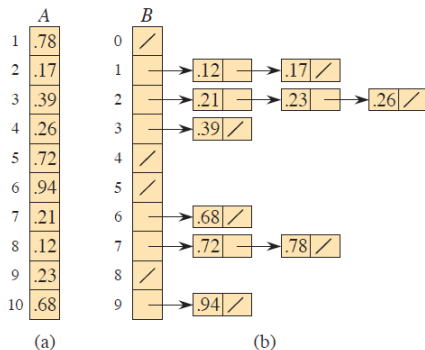 A B
1 .78 0 /
2 .17 1 .12 .17 /
3 .39 2 .21 .23 .26 /
4 .26 3 .39 /
5 .72 4 /
6 .94 5 /
7 .21 6 .68 /
8 .12 7 .72 .78 /
9 .23 8 /
10 .68 9 .94 /
(a) (b)